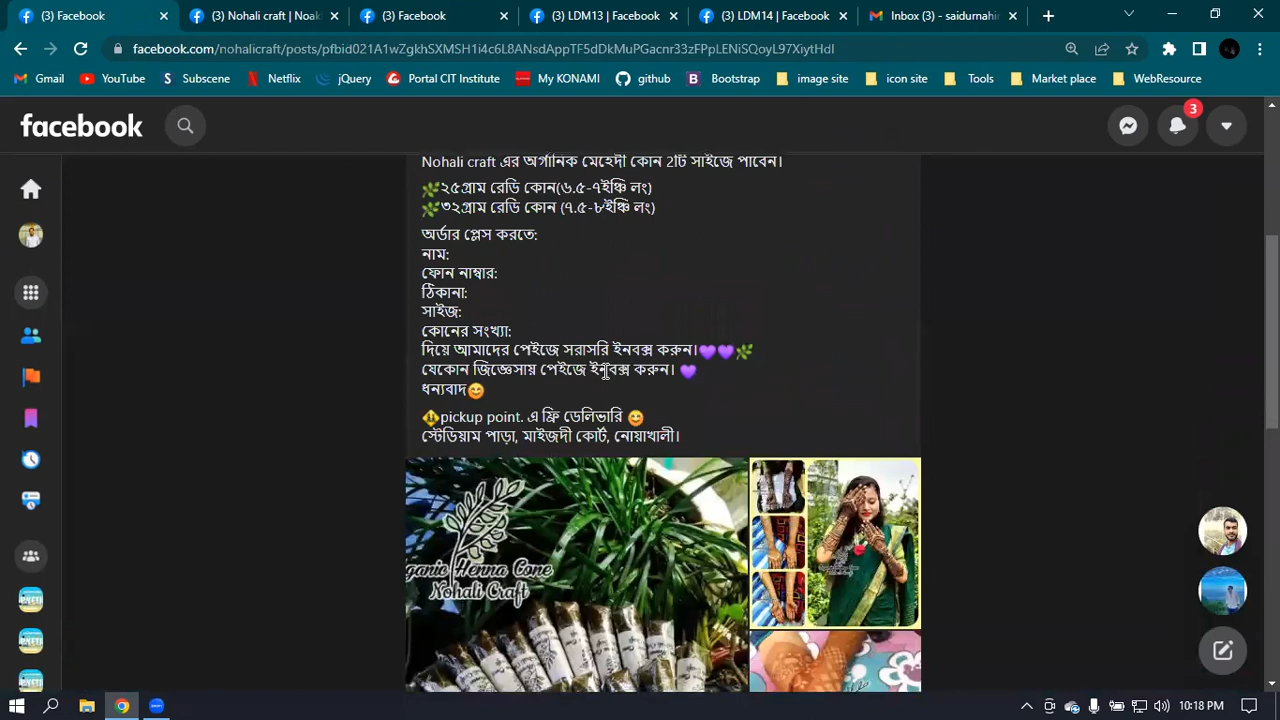 (3) Facebook
(3) Nohali craft | Noak
(3) Facebook
(3) LDM13 | Facebook
(3) LDM14 | Facebook
Inbox (3) - saidurnahin
facebook.com/nohalicraft/posts/pfbid021A1wZgkhSXMSH1i4c6L8ANsdAppTF5dDkMuPGacnr33zFPpLENiSQoyL97XiytHdl
Gmail
YouTube
Subscene
Netflix
jQuery
Portal CIT Institute
My KONAMI
github
Bootstrap
image site
icon site
Tools
Market place
WebResource
facebook
3
Nohali craft এর অর্গানিক মেহেদী কোন 2টি সাইজে পাবেন।
🌿২৫গ্রাম রেডি কোন(৬.৫-৭ইঞ্চি লং)
🌿৩২গ্রাম রেডি কোন (৭.৫-৮ইঞ্চি লং)
অর্ডার প্লেস করতে:
নাম:
ফোন নাম্বার:
ঠিকানা:
সাইজ:
কোনের সংখ্যা:
দিয়ে আমাদের পেইজে সরাসরি ইনবক্স করুন।💜💜🌿
যেকোন জিজ্ঞেসায় পেইজে ইনবক্স করুন। 💜
ধন্যবাদ😊
🚸pickup point. এ ফ্রি ডেলিভারি 😊
স্টেডিয়াম পাড়া, মাইজদী কোর্ট, নোয়াখালী।
rganic Henna Cone
Nohali Craft
10:18 PM